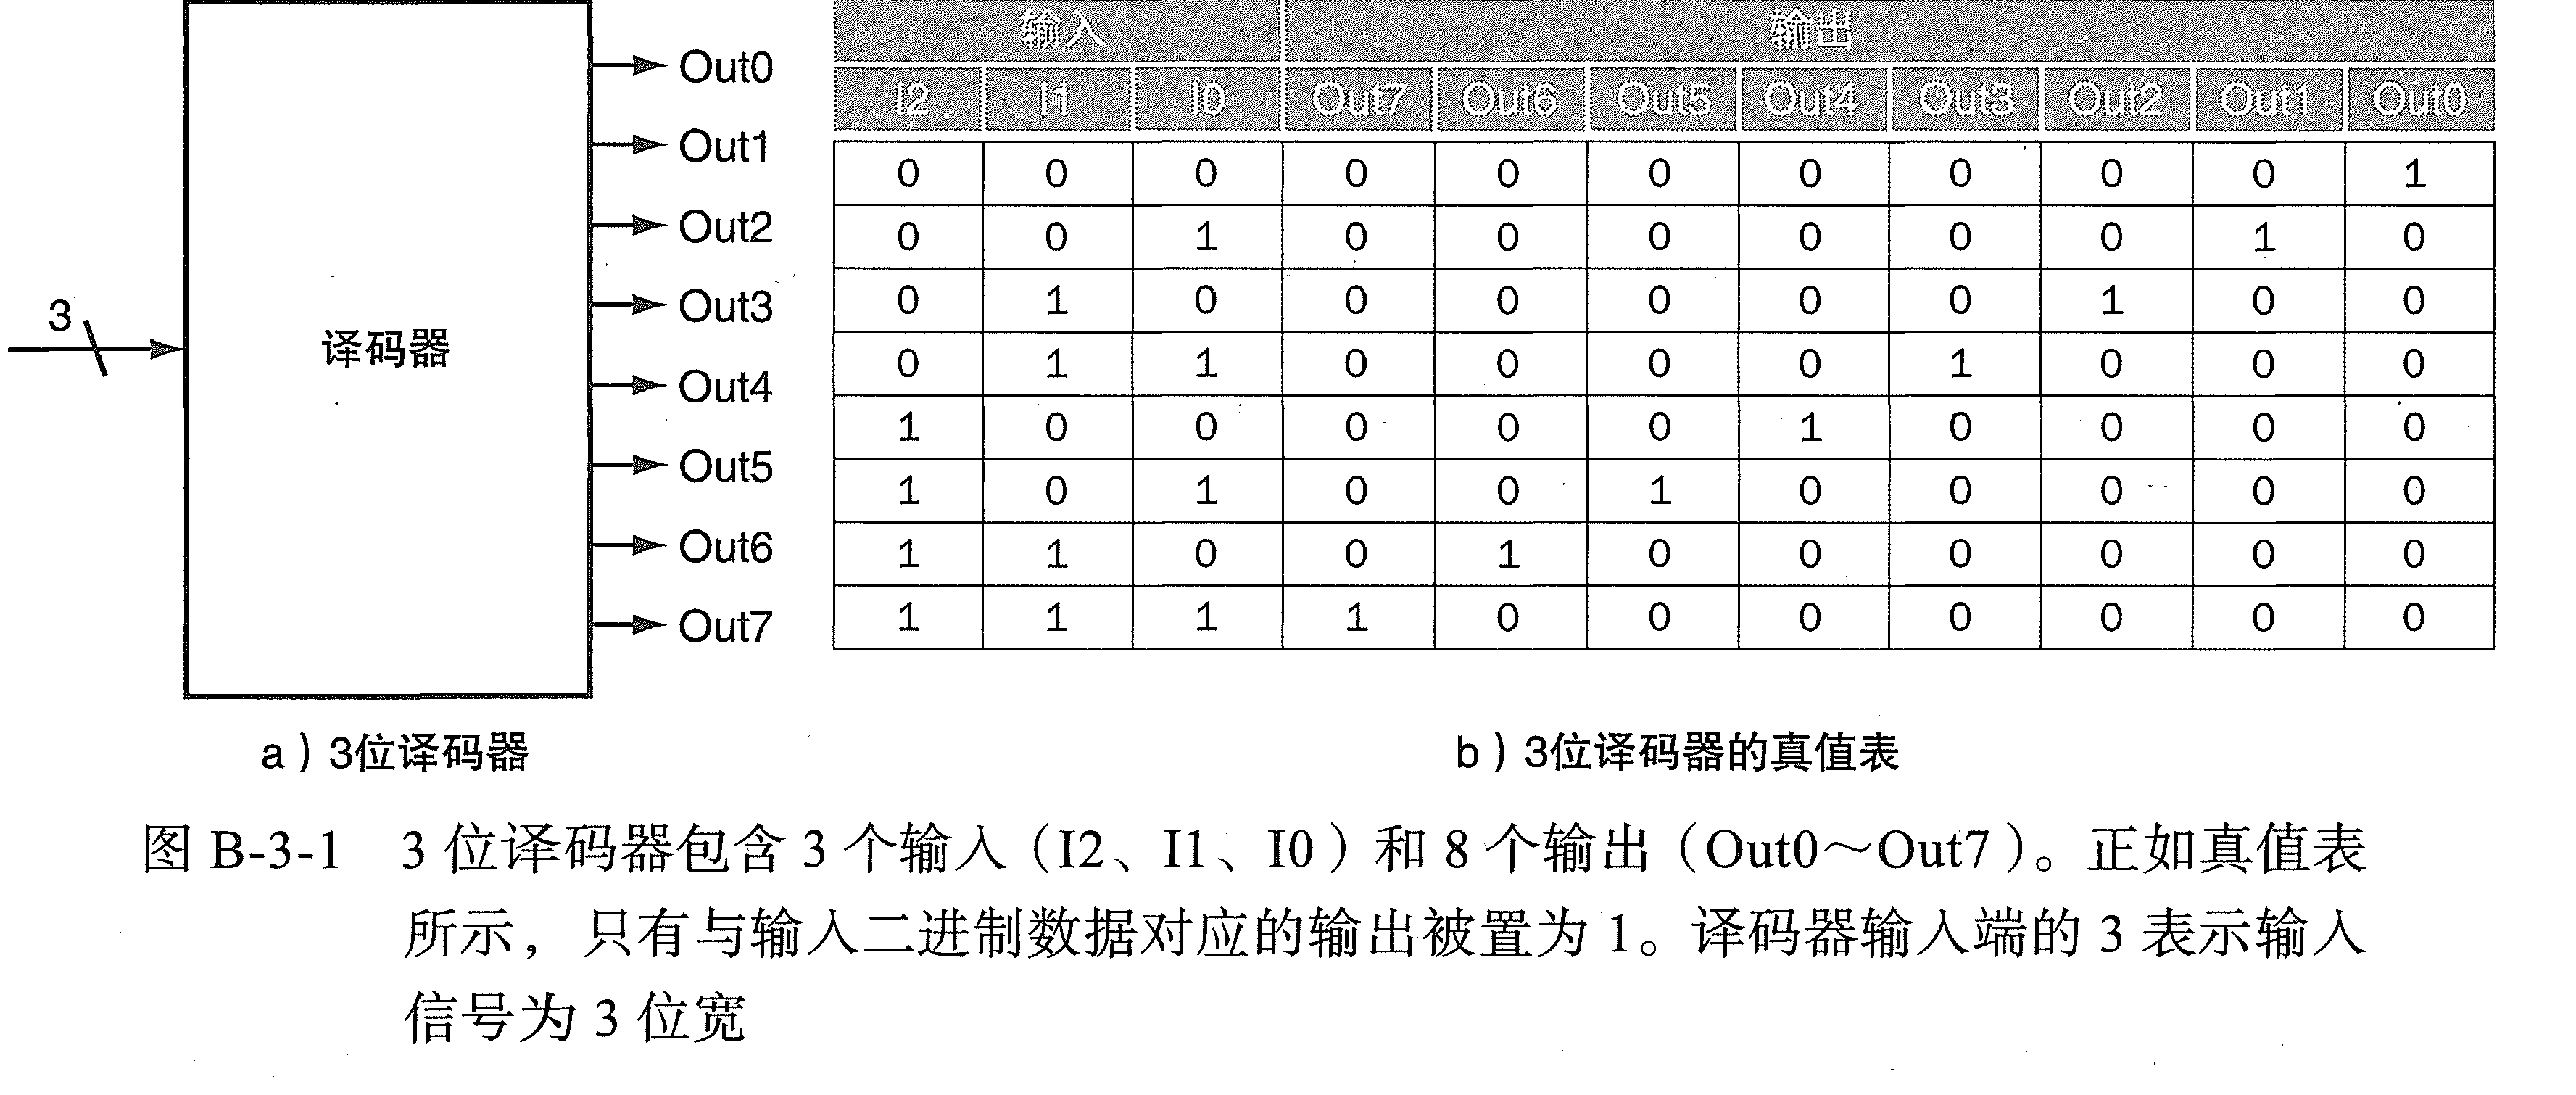 3
译码器
Out0
Out1
Out2
Out3
Out4
Out5
Out6
Out7
a）3位译码器
输入 输出
I2 I1 I0 Out7 Out6 Out5 Out4 Out3 Out2 Out1 Out0
0 0 0 0 0 0 0 0 0 0 1
0 0 1 0 0 0 0 0 0 1 0
0 1 0 0 0 0 0 0 1 0 0
0 1 1 0 0 0 0 1 0 0 0
1 0 0 0 0 0 1 0 0 0 0
1 0 1 0 0 1 0 0 0 0 0
1 1 0 0 1 0 0 0 0 0 0
1 1 1 1 0 0 0 0 0 0 0
b）3位译码器的真值表
图 B-3-1 3 位译码器包含 3 个输入（I2、I1、I0）和 8 个输出（Out0～Out7）。正如真值表
所示，只有与输入二进制数据对应的输出被置为 1。译码器输入端的 3 表示输入
信号为 3 位宽